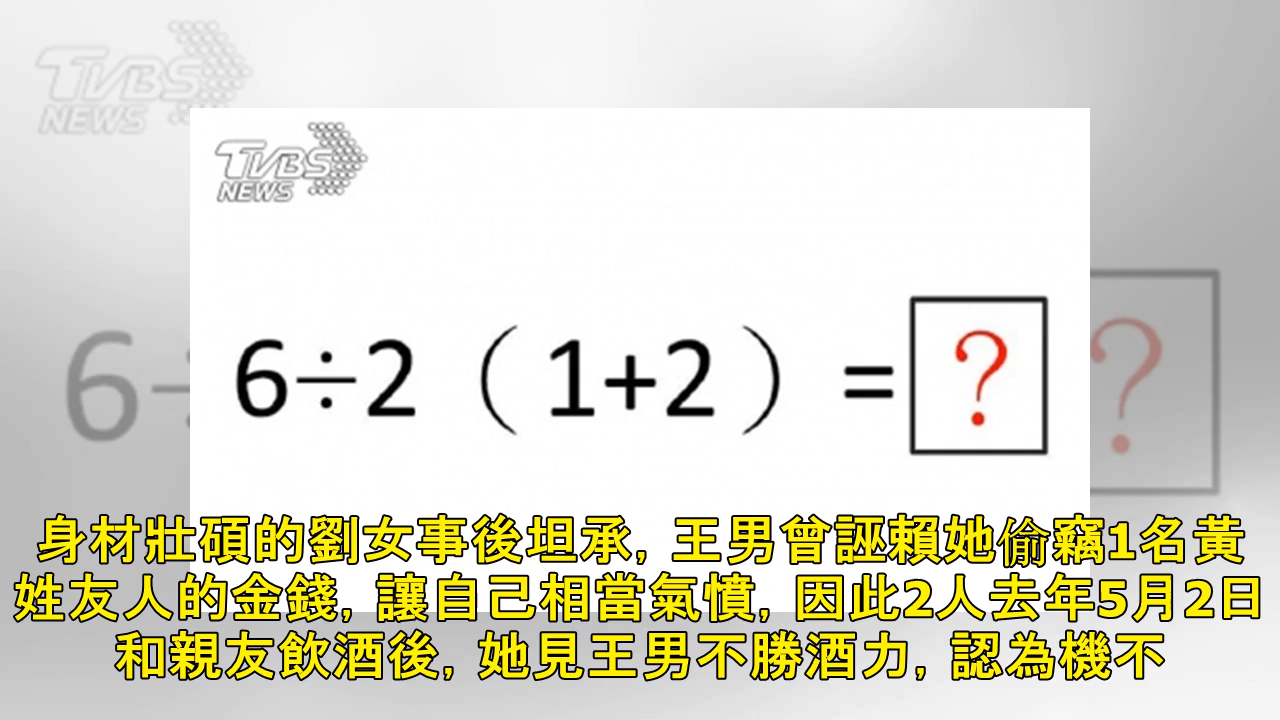 TVBS
NEWS
TVBS
NEWS
6÷2（1+2）=?
6÷
?
身材壯碩的劉女事後坦承, 王男曾誣賴她偷竊1名黃
姓友人的金錢, 讓自己相當氣憤, 因此2人去年5月2日
和親友飲酒後, 她見王男不勝酒力, 認為機不